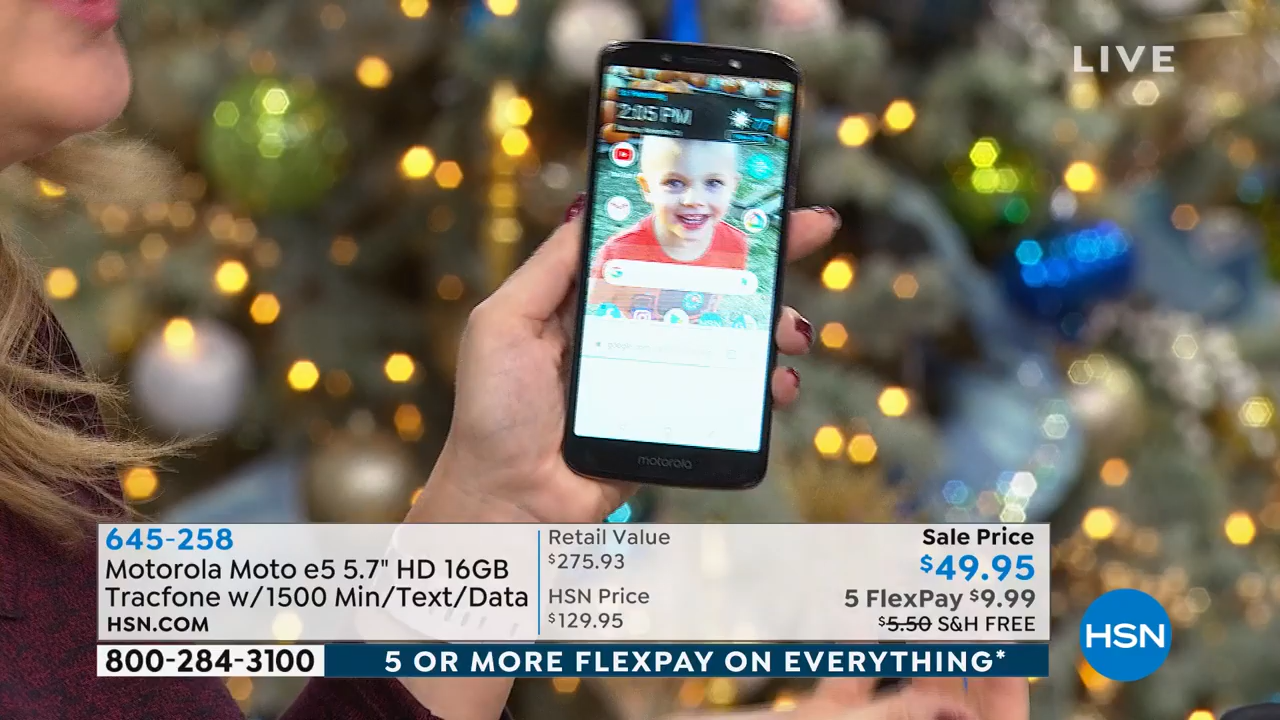 LIVE
2:05 PM
motorola
645-258
Motorola Moto e5 5.7" HD 16GB
Tracfone w/1500 Min/Text/Data
HSN.COM
Retail Value
$275.93
HSN Price
$129.95
Sale Price
$49.95
5 FlexPay $9.99
$5.50 S&H FREE
HSN
800-284-3100
5 OR MORE FLEXPAY ON EVERYTHING*